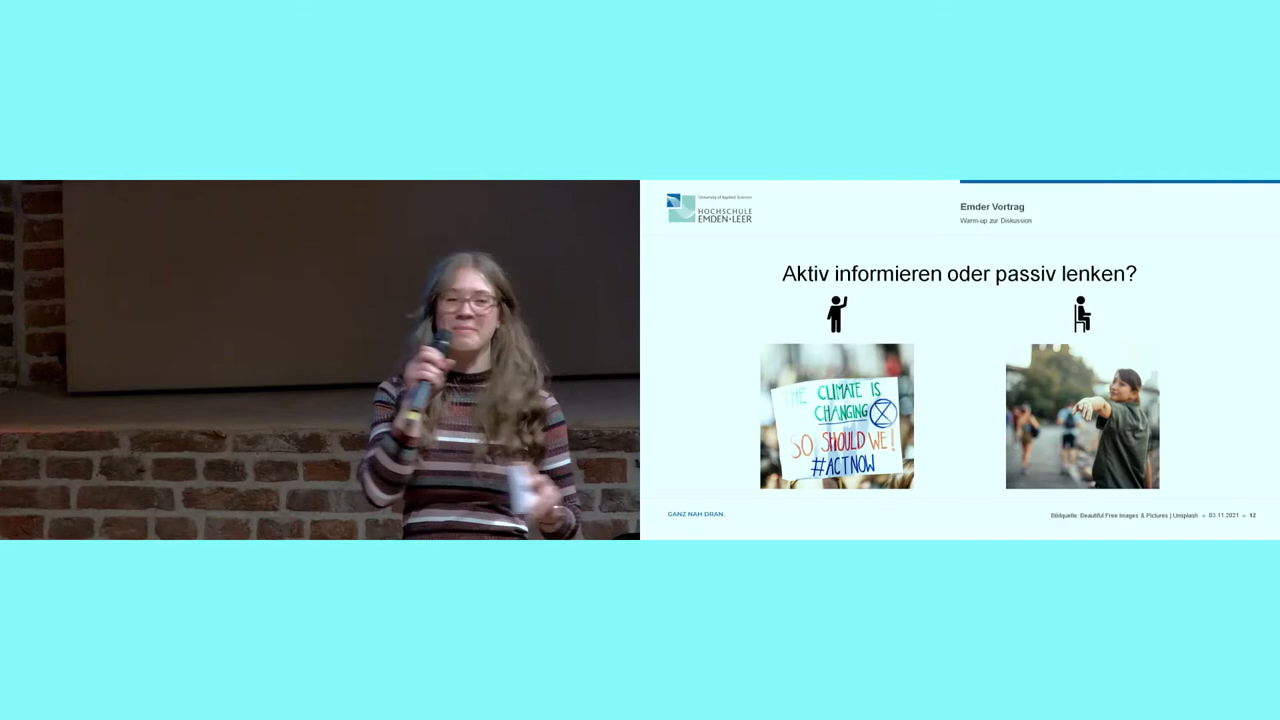 University of Applied Sciences
HOCHSCHULE
EMDEN·LEER
Emder Vortrag
Warm-up zur Diskussion
Aktiv informieren oder passiv lenken?
THE CLIMATE IS
CHANGING
SO SHOULD WE!
#ACTNOW
GANZ NAH DRAN.
Bildquelle: Beautiful Free Images & Pictures | Unsplash 03.11.2021 12